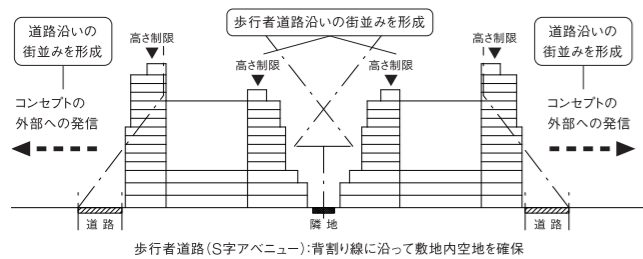 道路沿いの
街並みを形成
歩行者道路沿いの街並みを形成
道路沿いの
街並みを形成
高さ制限
高さ制限
高さ制限
高さ制限
コンセプトの
外部への発信
コンセプトの
外部への発信
道 路
隣 地
道 路
歩行者道路(S字アベニュー):背割り線に沿って敷地内空地を確保